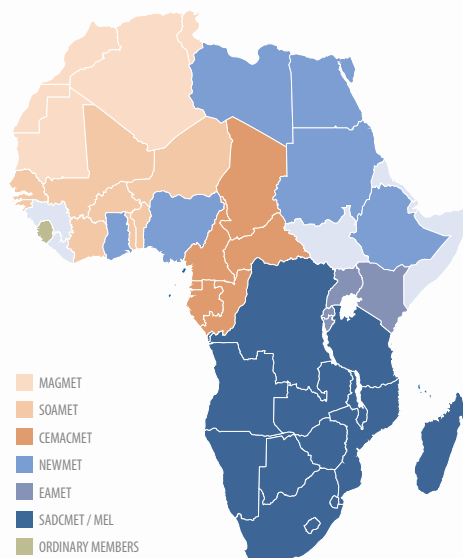 MAGMET
SOAMET
CEMACMET
NEWMET
EAMET
SADCMET / MEL
ORDINARY MEMBERS